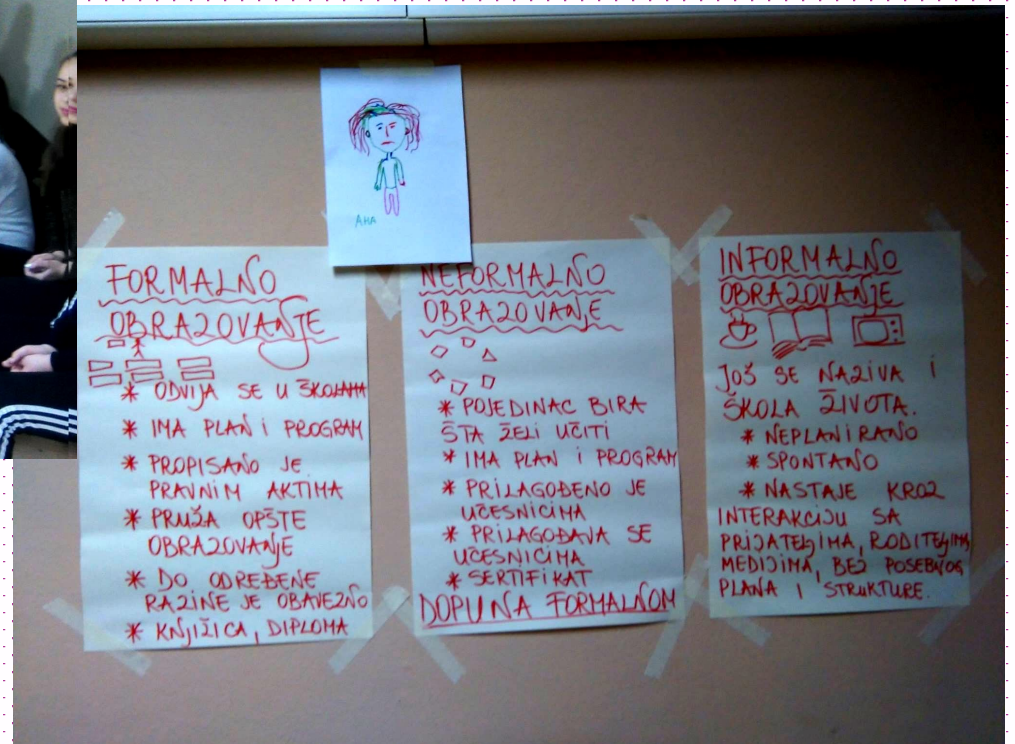 Ана
FORMALNO
OBRAZOVANJE
* ODVIJA SE U ŠKOLAMA
* IMA PLAN i PROGRAM
* PROPISANO JE
PRAVNIM AKTIMA
* PRUŽA OPŠTE
OBRAZOVANJE
* DO ODREĐENE
RAZINE JE OBAVEZNO
* KNJIŽICA, DIPLOMA
NEFORMALNO
OBRAZOVANJE
* POJEDINAC BIRA
ŠTA ŽELI UČITI
* IMA PLAN i PROGRAM
* PRILAGOĐENO JE
UČESNICIMA
* PRILAGOĐAVA SE
UČESNICIMA
* SERTIFIKAT
DOPUNA FORMALNOM
INFORMALNO
OBRAZOVANJE
JOŠ SE NAZIVA i
ŠKOLA ŽIVOTA.
* NEPLANIRANO
* SPONTANO
* NASTAJE KROZ
INTERAKCIJU SA
PRIJATELJIMA, RODITELJIMA,
MEDIJIMA, BEZ POSEBNOG
PLANA I STRUKTURE.